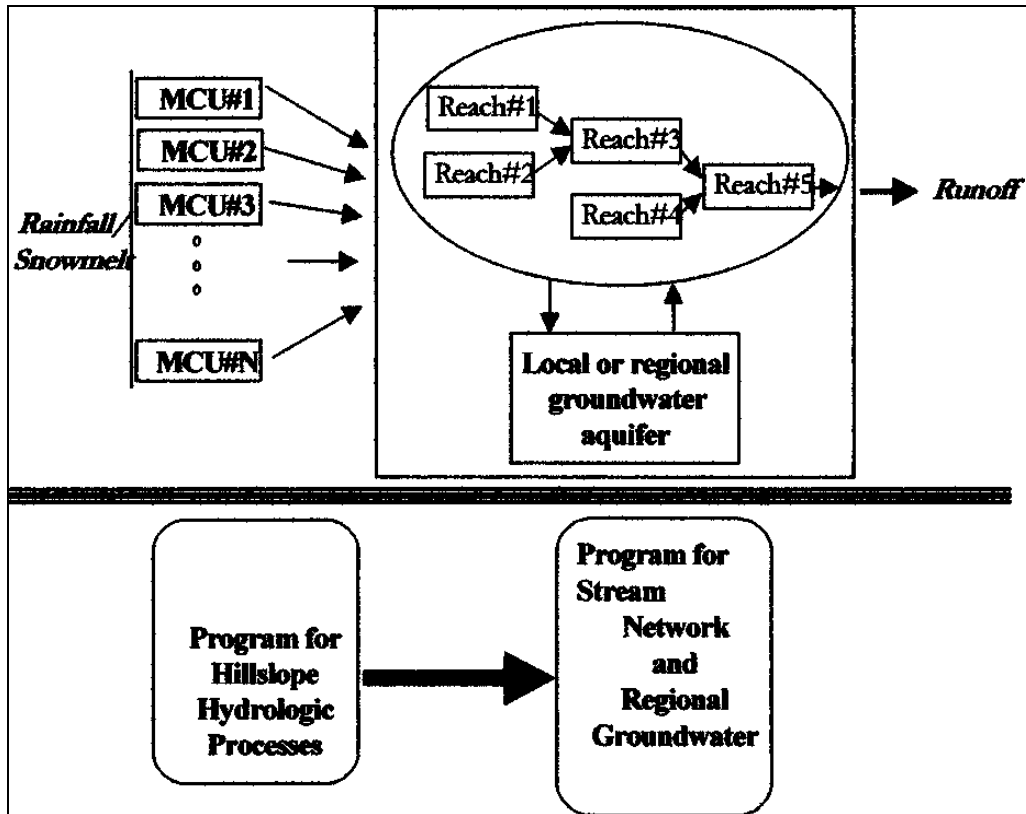 MCU#1
MCU#2
MCU#3
Rainfall/
Snowmelt
MCU#N
Reach#1
Reach#2
Reach#3
Reach#4
Reach#5
Runoff
Local or regional
groundwater
aquifer
Program for
Hillslope
Hydrologic
Processes
Program for
Stream
Network
and
Regional
Groundwater